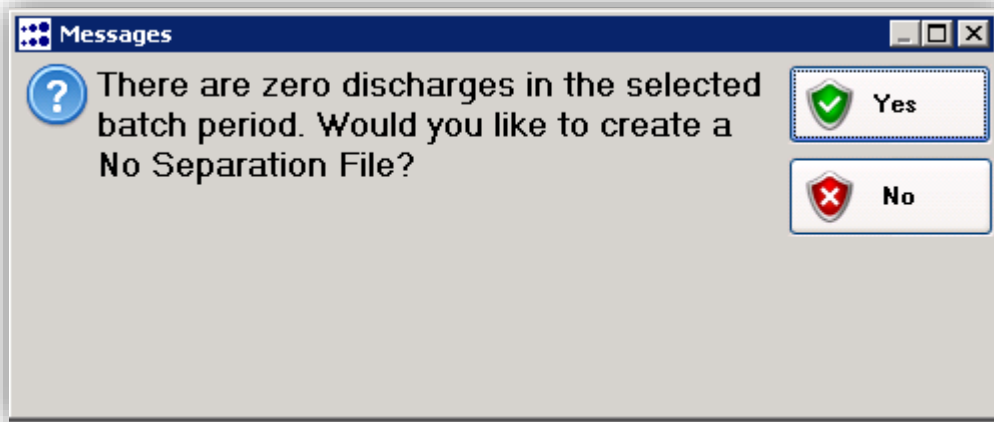 Messages
There are zero discharges in the selected
batch period. Would you like to create a
No Separation File?
Yes
No